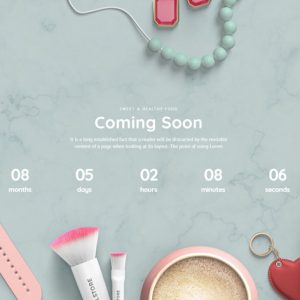 SWEET & HEALTHY FOOD
Coming Soon
It is a long established fact that a reader will be distracted by the readable
content of a page when looking at its layout. The point of using Lorem
08 05 02 08 06
months days hours minutes seconds
STORE